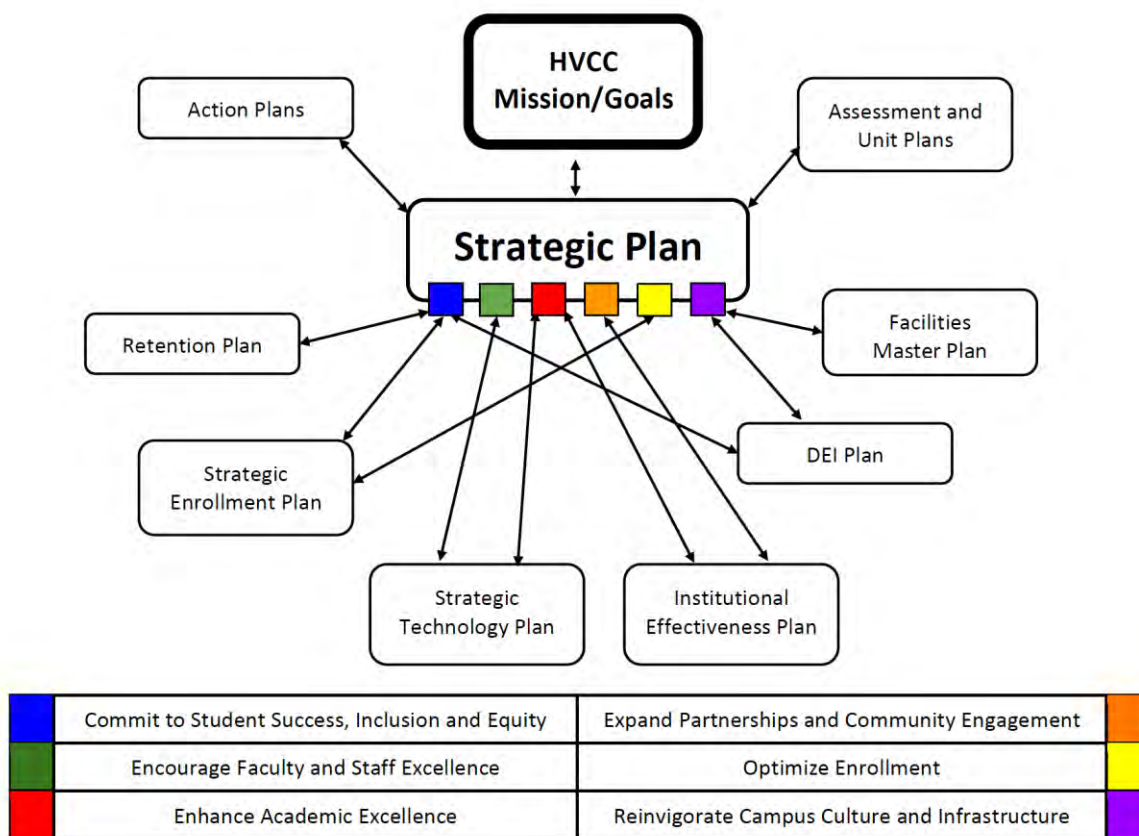 HVCC
Mission/Goals
Action Plans
Assessment and
Unit Plans
Strategic Plan
Retention Plan
Facilities
Master Plan
Strategic
Enrollment Plan
DEI Plan
Strategic
Technology Plan
Institutional
Effectiveness Plan
Commit to Student Success, Inclusion and Equity
Expand Partnerships and Community Engagement
Encourage Faculty and Staff Excellence
Optimize Enrollment
Enhance Academic Excellence
Reinvigorate Campus Culture and Infrastructure